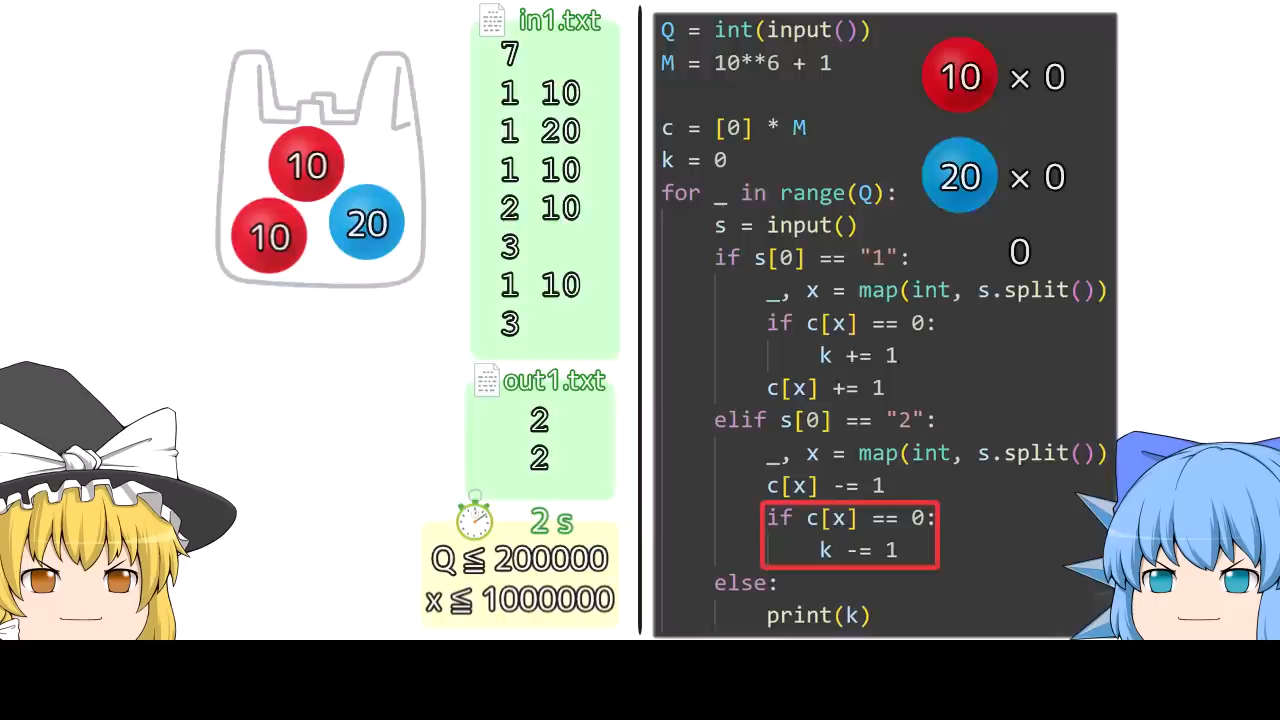 10
10
20
in1.txt
7
1 10
1 20
1 10
2 10
3
1 10
3
out1.txt
2
2
2 s
Q ≦ 200000
x ≦ 1000000
Q = int(input())
M = 10**6 + 1
c = [0] * M
k = 0
for _ in range(Q):
    s = input()
    if s[0] == "1":
        _, x = map(int, s.split())
        if c[x] == 0:
            k += 1
        c[x] += 1
    elif s[0] == "2":
        _, x = map(int, s.split())
        c[x] -= 1
        if c[x] == 0:
            k -= 1
    else:
        print(k)
10 × 0
20 × 0
0